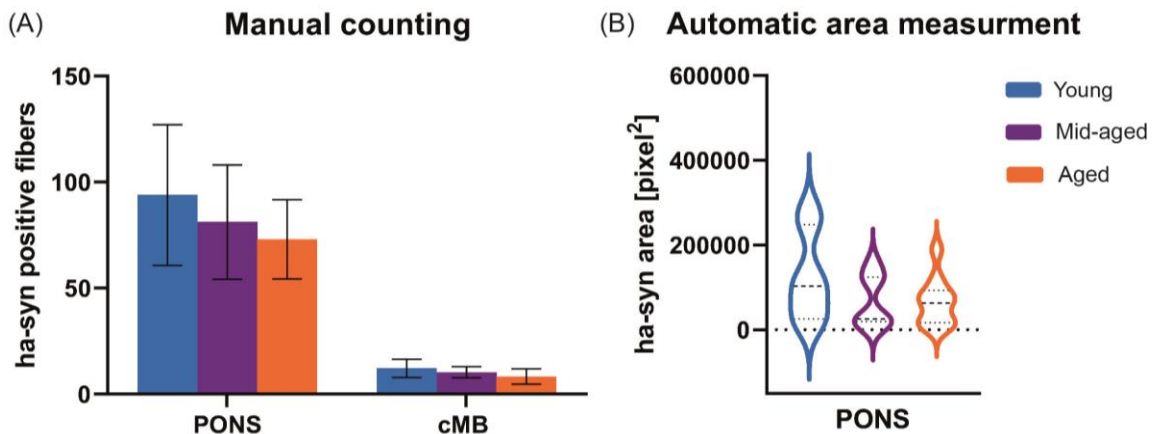 (A) Manual counting
ha-syn positive fibers
150
100
50
0
PONS cMB
(B) Automatic area measurment
ha-syn area [pixel²]
600000
400000
200000
0
PONS
Young
Mid-aged
Aged